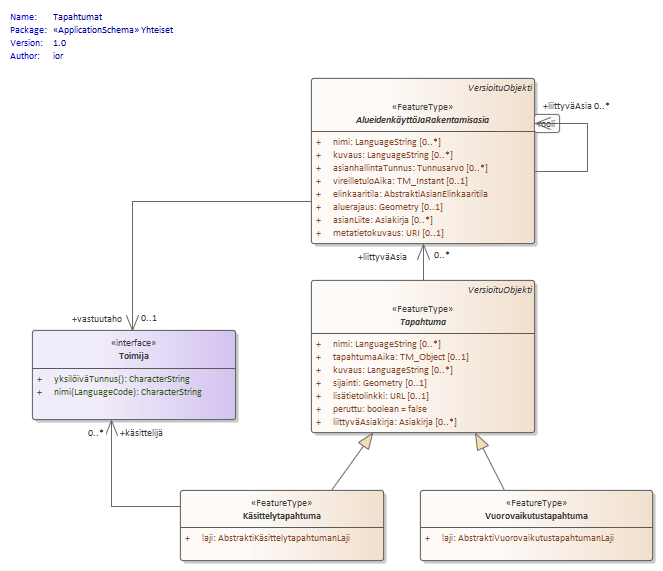 Name: Tapahtumat
Package: «ApplicationSchema» Yhteiset
Version: 1.0
Author: ior
VersioituObjekti
«FeatureType»
AlueidenkäyttöJaRakentamisasia
+ nimi: LanguageString [0..*]
+ kuvaus: LanguageString [0..*]
+ asianhallintaTunnus: Tunnusarvo [0..*]
+ vireilletuloAika: TM_Instant [0..1]
+ elinkaaritila: AbstraktiAsianElinkaaritila
+ aluerajaus: Geometry [0..1]
+ asianLiite: Asiakirja [0..*]
+ metatietokuvaus: URI [0..1]
+liittyväAsia 0..*
+liittyväAsia 0..*
VersioituObjekti
«FeatureType»
Tapahtuma
+ nimi: LanguageString [0..*]
+ tapahtumaAika: TM_Object [0..1]
+ kuvaus: LanguageString [0..*]
+ sijainti: Geometry [0..1]
+ lisätietolinkki: URL [0..1]
+ peruttu: boolean = false
+ liittyväAsiakirja: Asiakirja [0..*]
+vastuutaho 0..1
«interface»
Toimija
+ yksilöiväTunnus(): CharacterString
+ nimi(LanguageCode): CharacterString
0..* +käsittelijä
«FeatureType»
Käsittelytapahtuma
+ laji: AbstraktiKäsittelytapahtumanLaji
«FeatureType»
Vuorovaikutustapahtuma
+ laji: AbstraktiVuorovaikutustapahtumanLaji